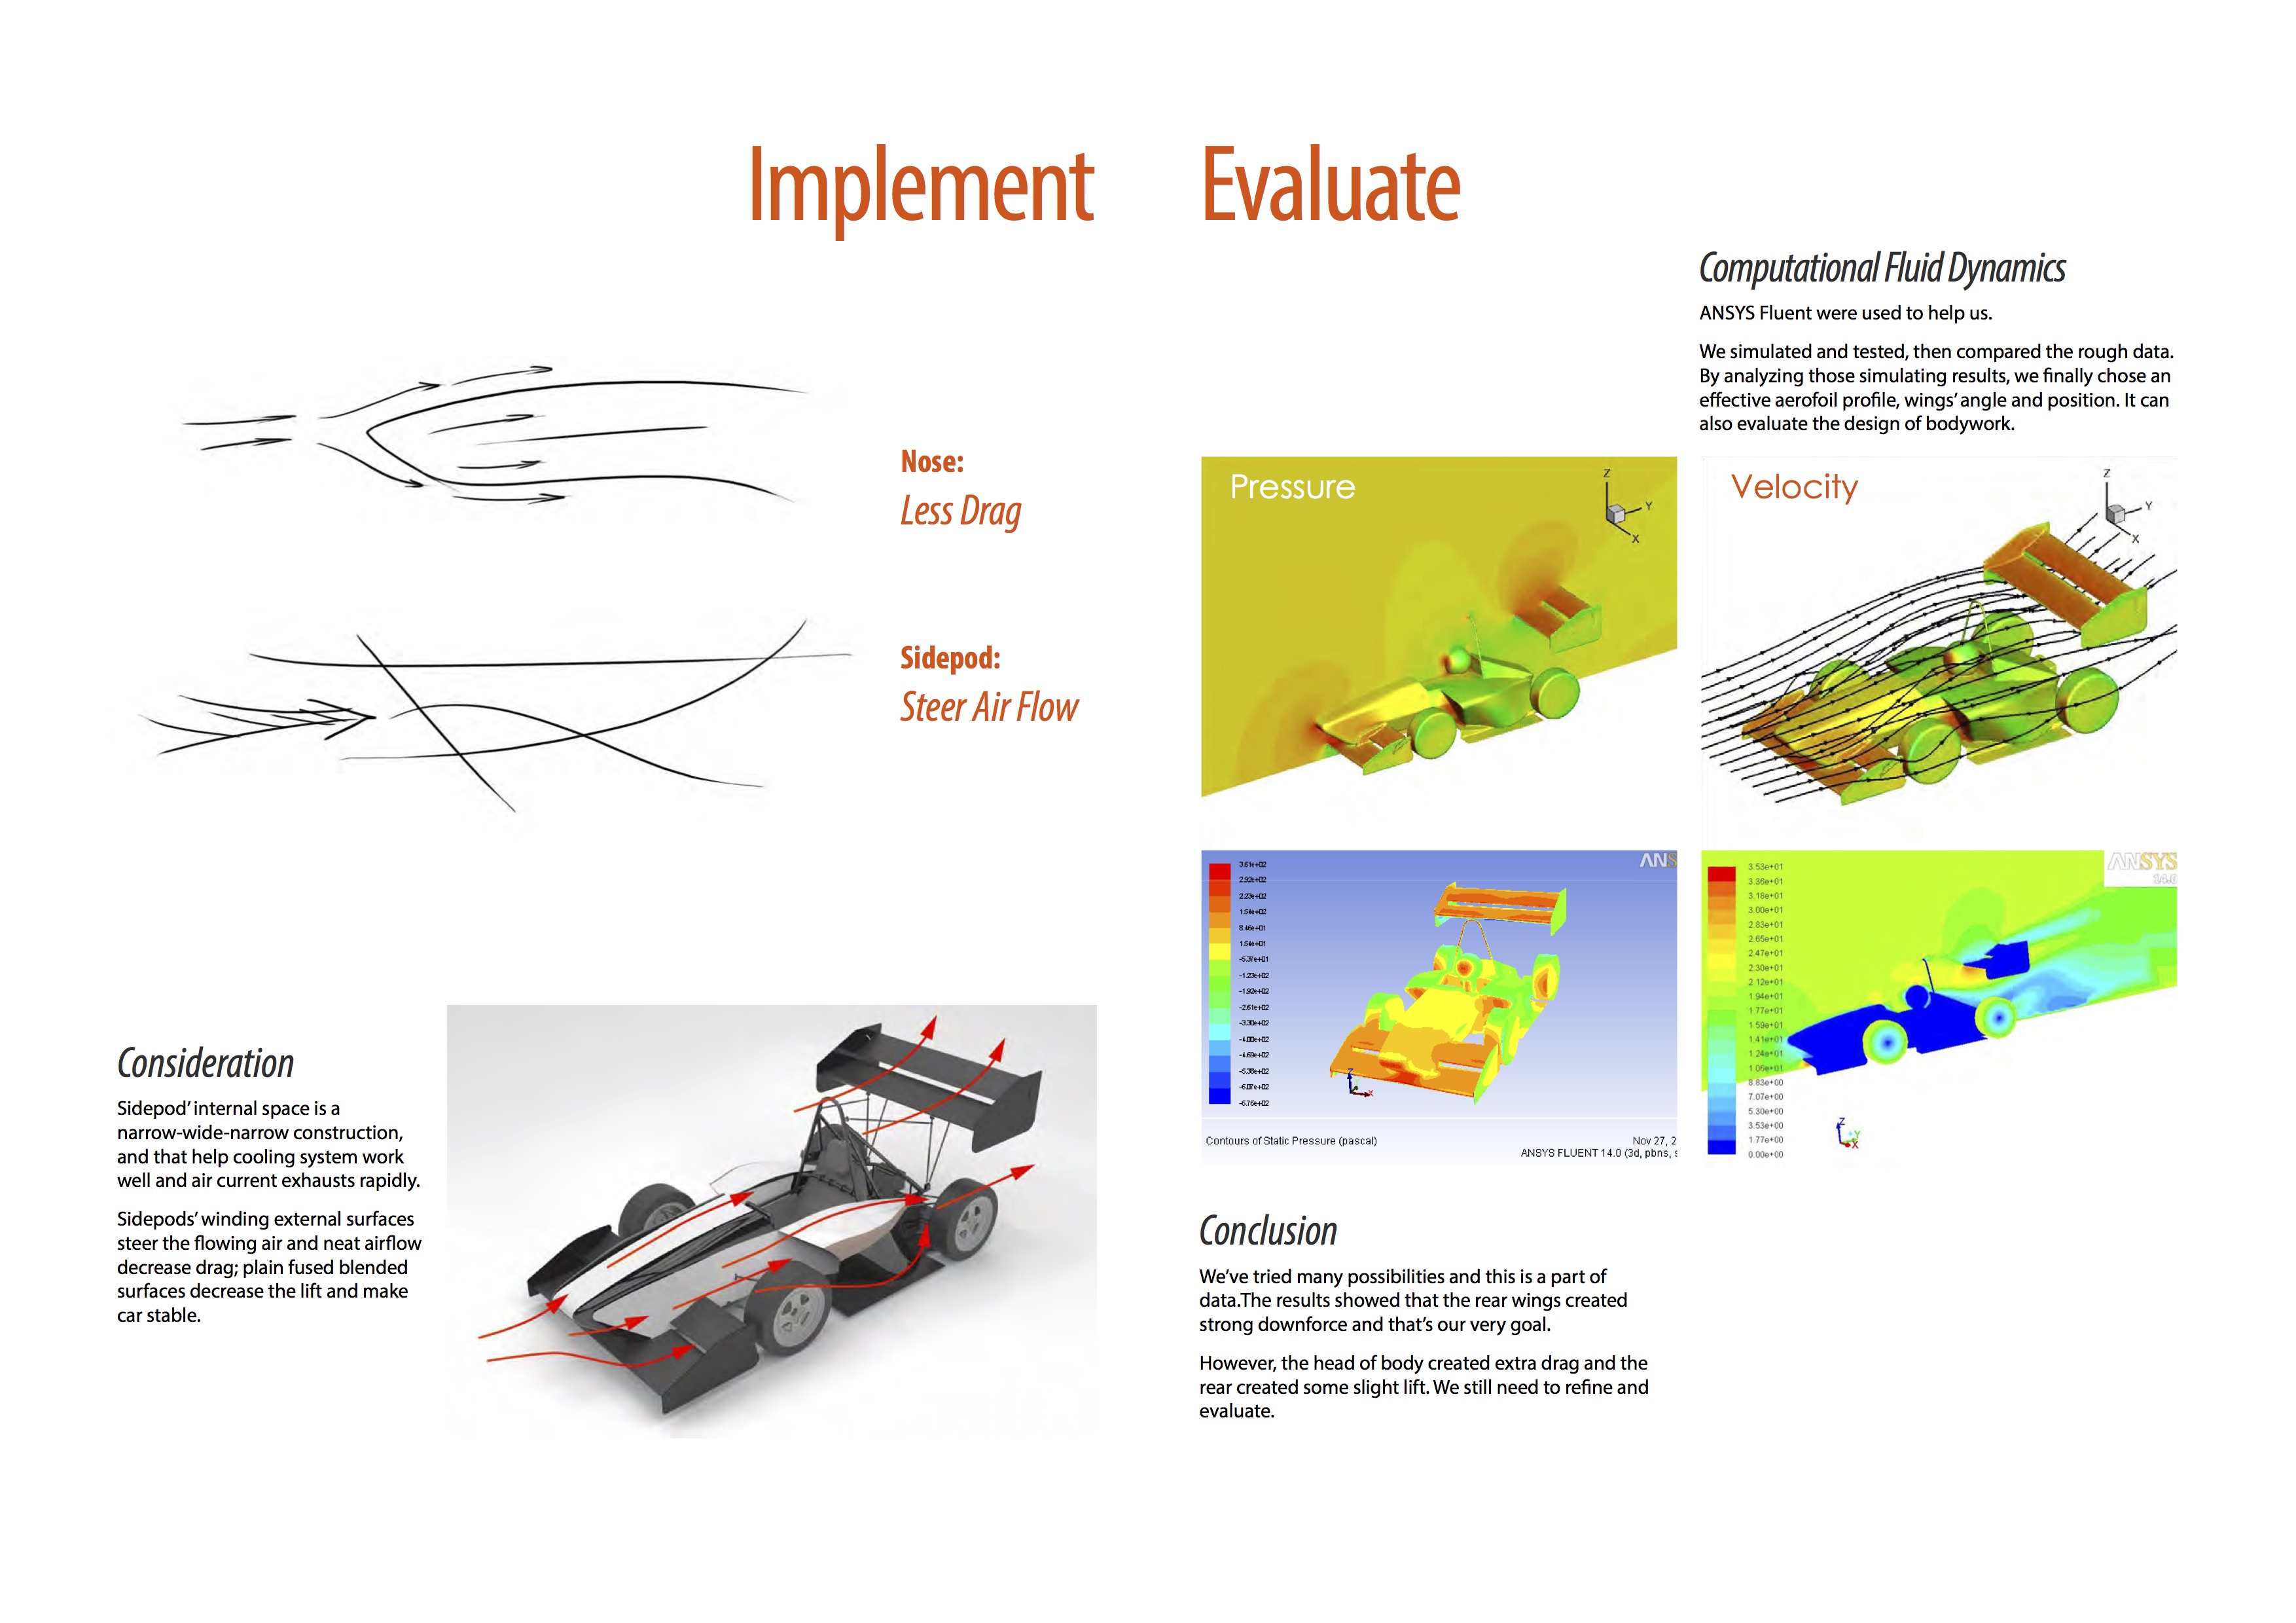 Implement
Nose:
Less Drag
Sidepod:
Steer Air Flow
Consideration
Sidepod’ internal space is a
narrow-wide-narrow construction,
and that help cooling system work
well and air current exhausts rapidly.
Sidepods’ winding external surfaces
steer the flowing air and neat airflow
decrease drag; plain fused blended
surfaces decrease the lift and make
car stable.
Evaluate
Computational Fluid Dynamics
ANSYS Fluent were used to help us.
We simulated and tested, then compared the rough data.
By analyzing those simulating results, we finally chose an
effective aerofoil profile, wings’ angle and position. It can
also evaluate the design of bodywork.
Pressure
Z
Y
X
Velocity
Z
Y
X
ANS
3.61e+02
2.92e+02
2.23e+02
1.54e+02
8.46e+01
1.54e+01
-5.37e+01
-1.23e+02
-1.92e+02
-2.61e+02
-3.30e+02
-4.00e+02
-4.69e+02
-5.38e+02
-6.07e+02
-6.76e+02
Z
X
Contours of Static Pressure (pascal)
Nov 27, 2
ANSYS FLUENT 14.0 (3d, pbns, s
ANSYS
14.0
3.53e+01
3.36e+01
3.18e+01
3.00e+01
2.83e+01
2.65e+01
2.47e+01
2.30e+01
2.12e+01
1.94e+01
1.77e+01
1.59e+01
1.41e+01
1.24e+01
1.06e+01
8.83e+00
7.07e+00
5.30e+00
3.53e+00
1.77e+00
0.00e+00
Z
Y
X
Conclusion
We’ve tried many possibilities and this is a part of
data.The results showed that the rear wings created
strong downforce and that’s our very goal.
However, the head of body created extra drag and the
rear created some slight lift. We still need to refine and
evaluate.